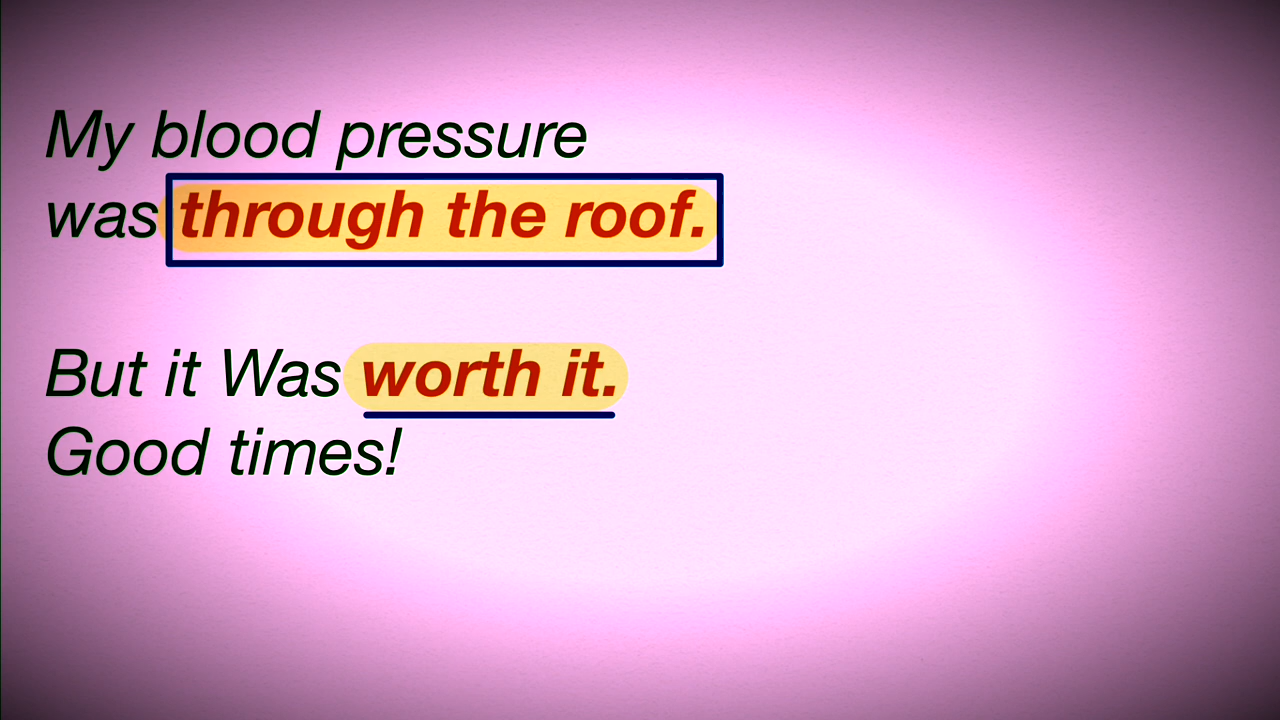 My blood pressure
was through the roof.
But it Was worth it.
Good times!